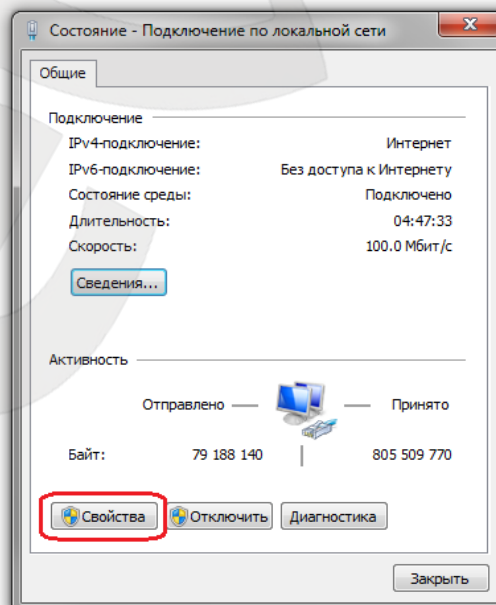 Состояние - Подключение по локальной сети
Общие
Подключение
IPv4-подключение: Интернет
IPv6-подключение: Без доступа к Интернету
Состояние среды: Подключено
Длительность: 04:47:33
Скорость: 100.0 Мбит/с
Сведения...
Активность
Отправлено Принято
Байт: 79 188 140 805 509 770
Свойства Отключить Диагностика
Закрыть